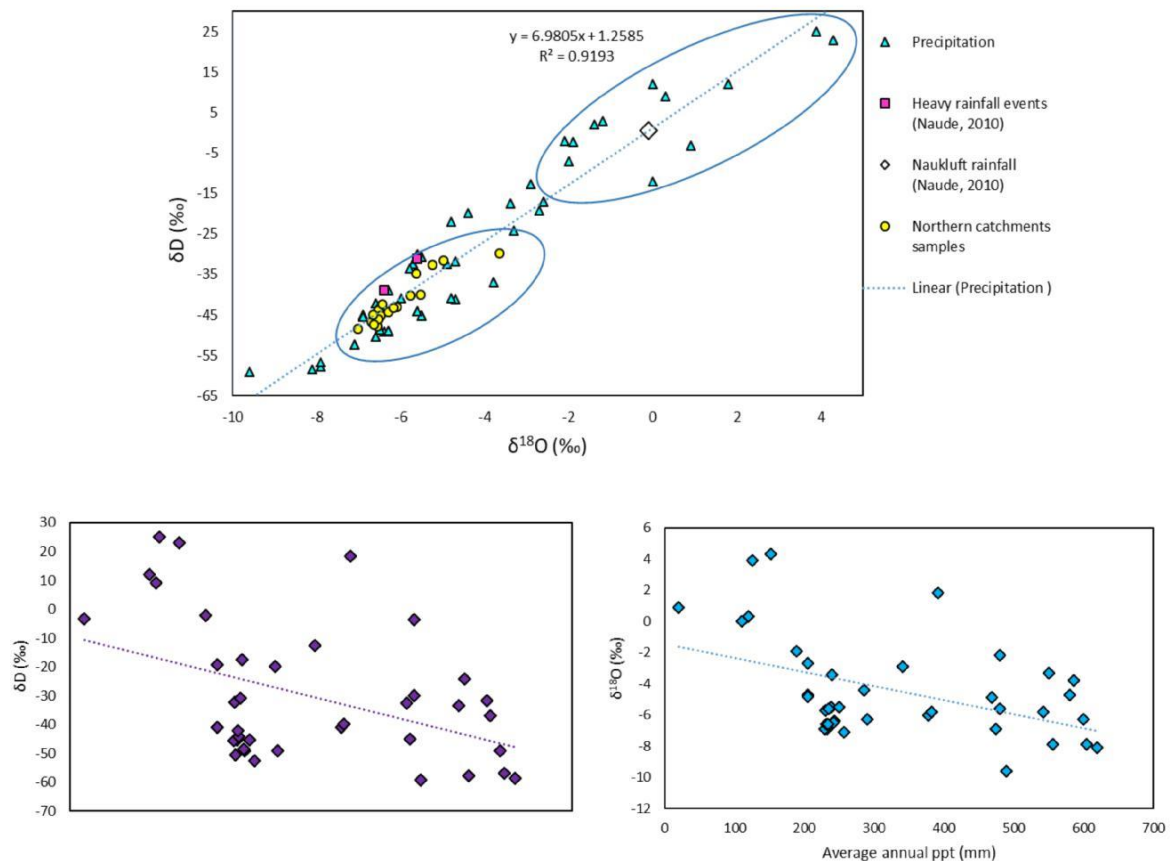 y = 6.9805x + 1.2585
R² = 0.9193
25
15
5
-5
-15
-25
-35
-45
-55
-65
δD (‰)
-10 -8 -6 -4 -2 0 2 4
δ¹⁸O (‰)
Precipitation
Heavy rainfall events
(Naude, 2010)
Naukluft rainfall
(Naude, 2010)
Northern catchments
samples
Linear (Precipitation )
30
20
10
0
-10
-20
-30
-40
-50
-60
-70
δD (‰)
6
4
2
0
-2
-4
-6
-8
-10
-12
δ¹⁸O (‰)
0 100 200 300 400 500 600 700
Average annual ppt (mm)